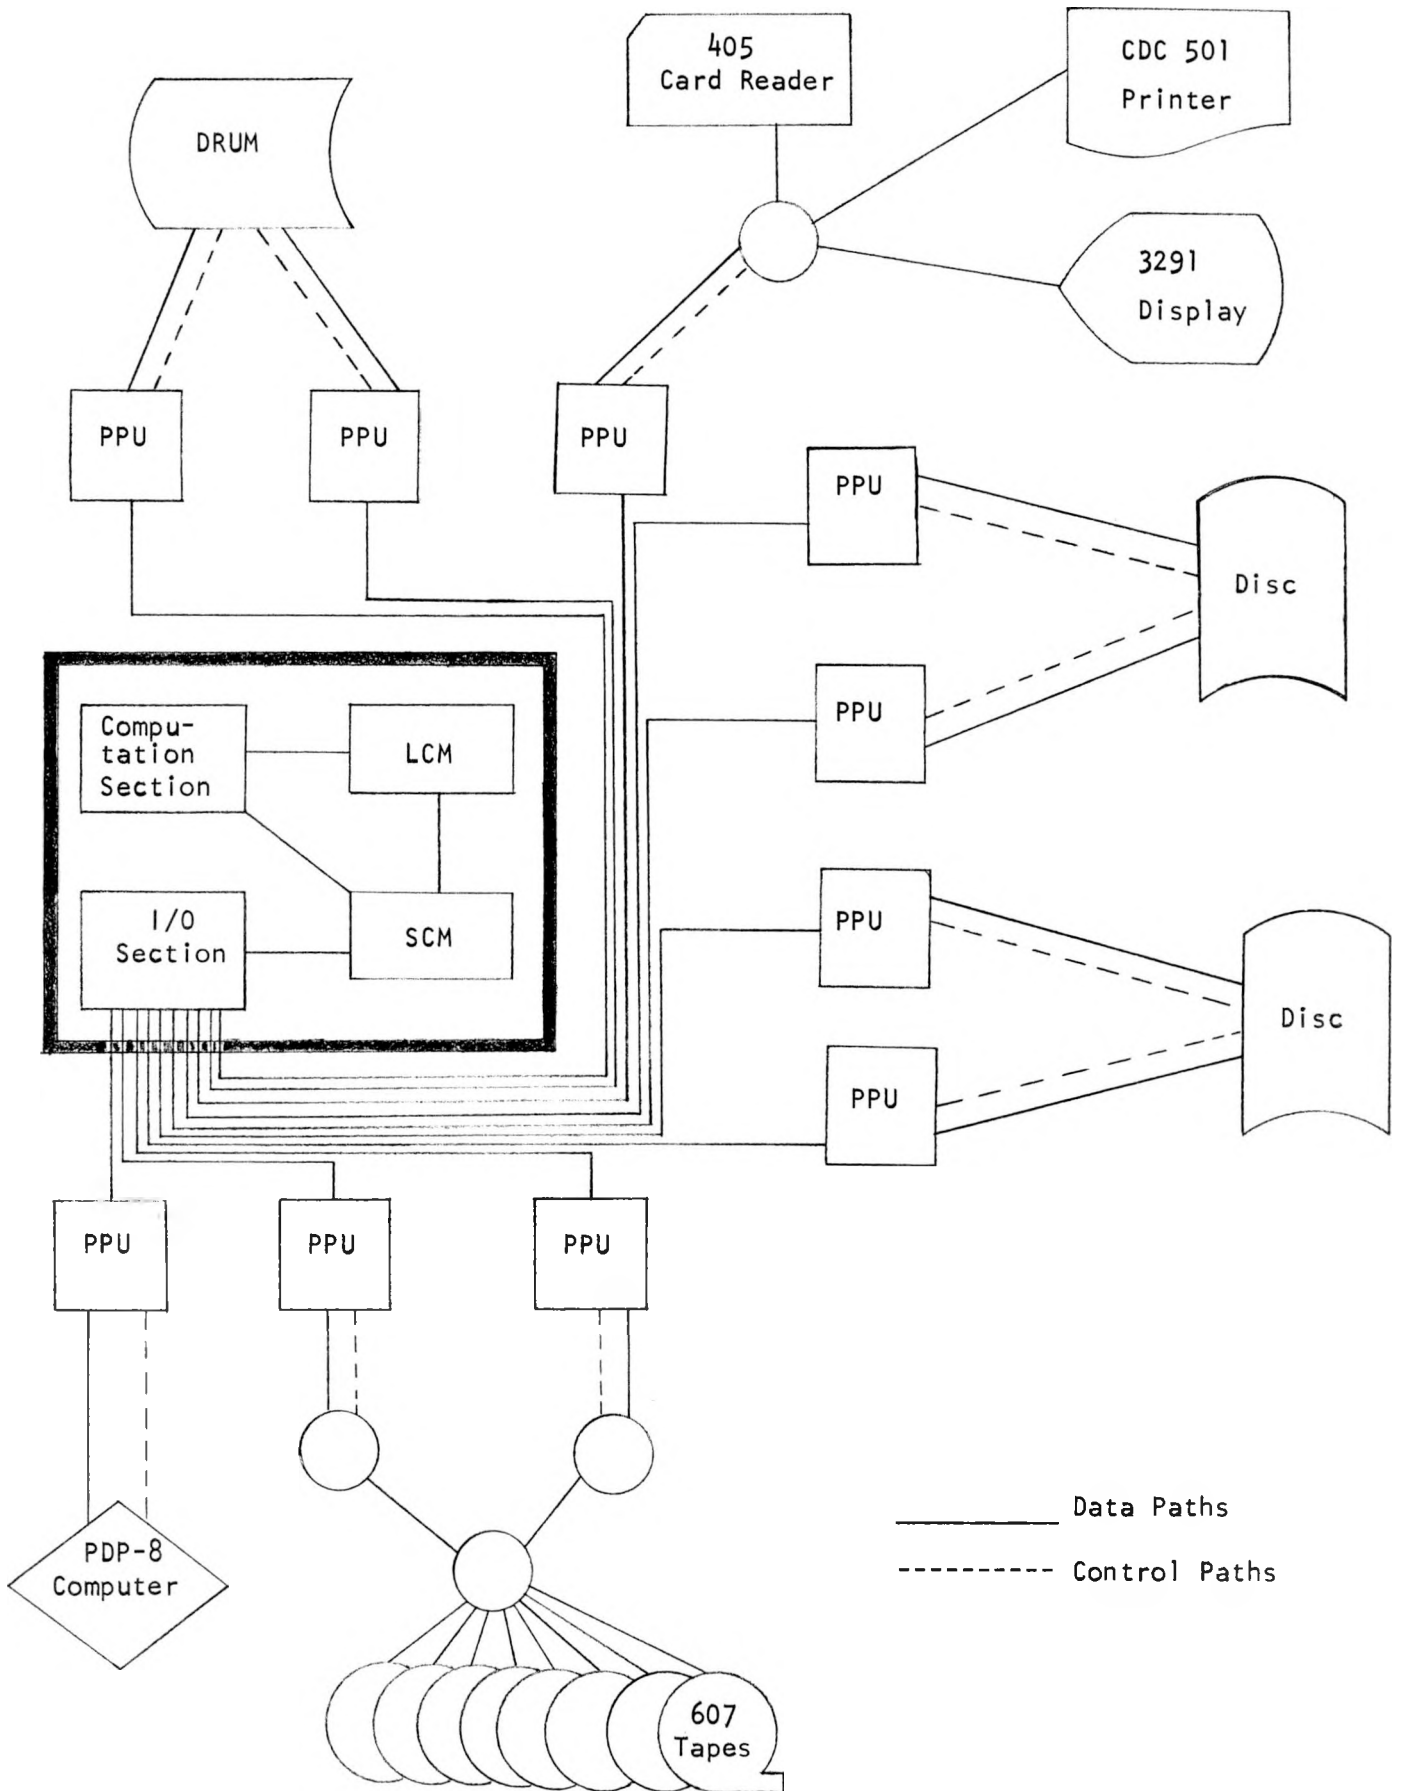 405
Card Reader
CDC 501
Printer
DRUM
3291
Display
PPU
PPU
PPU
PPU
Disc
PPU
Compu-
tation
Section
LCM
I/O
Section
SCM
PPU
Disc
PPU
PPU
PPU
PPU
Data Paths
Control Paths
PDP-8
Computer
607
Tapes